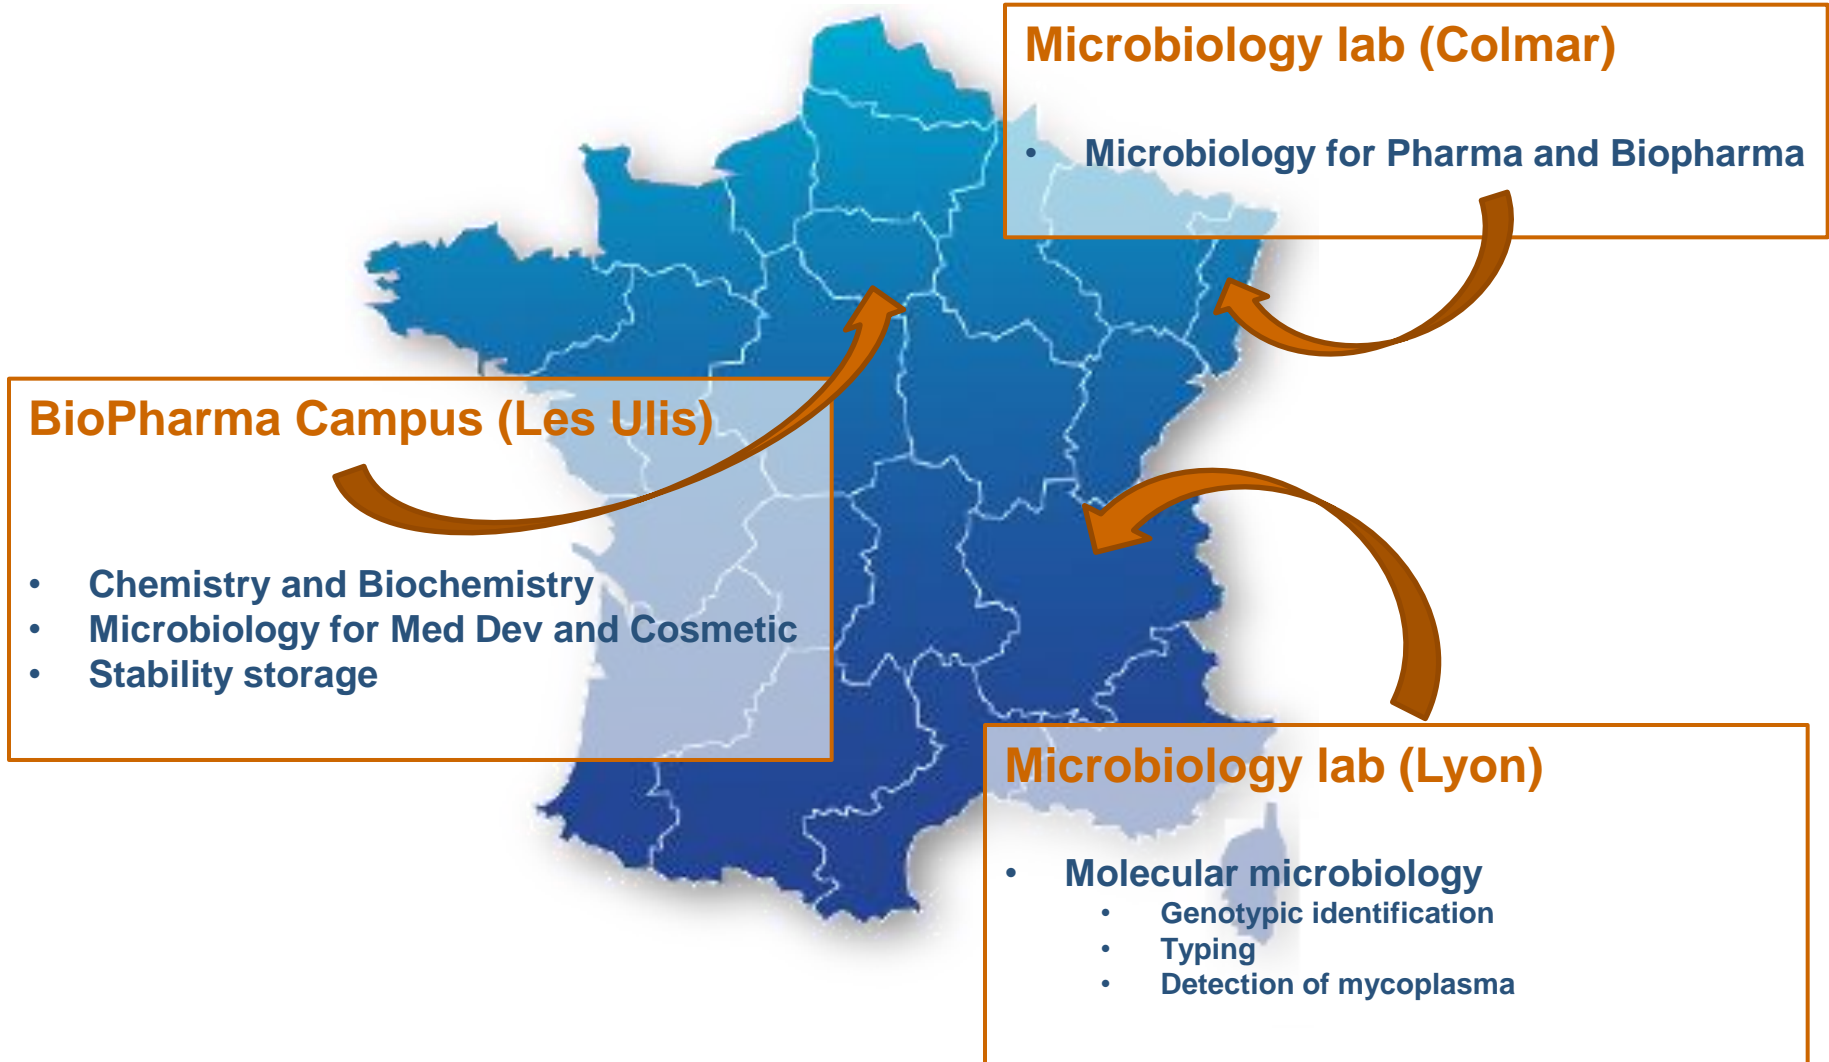 Microbiology lab (Colmar)
• Microbiology for Pharma and Biopharma
BioPharma Campus (Les Ulis)
• Chemistry and Biochemistry
• Microbiology for Med Dev and Cosmetic
• Stability storage
Microbiology lab (Lyon)
• Molecular microbiology
• Genotypic identification
• Typing
• Detection of mycoplasma